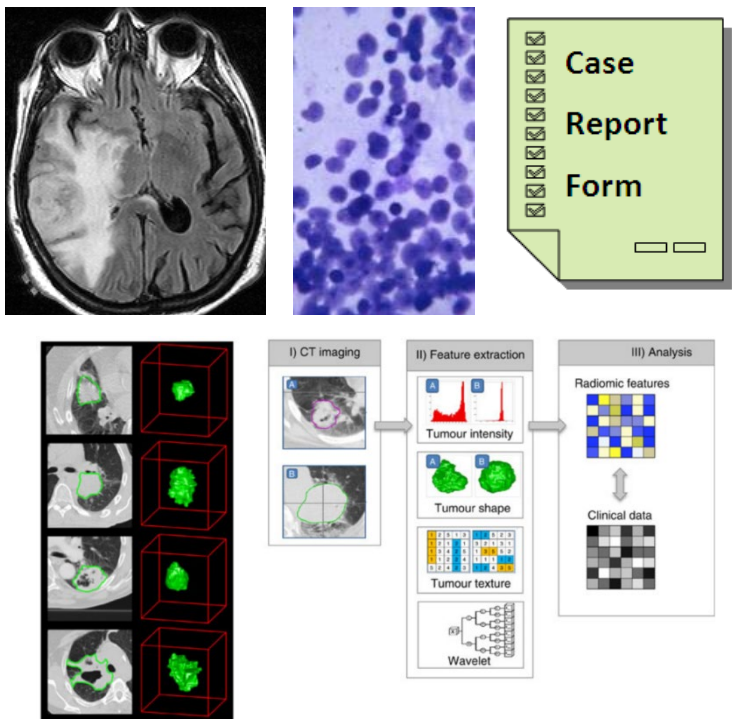 Case
Report
Form
I) CT imaging
II) Feature extraction
III) Analysis
A
B
A
B
Tumour intensity
A
B
Tumour shape
Tumour texture
Wavelet
Radiomic features
Clinical data